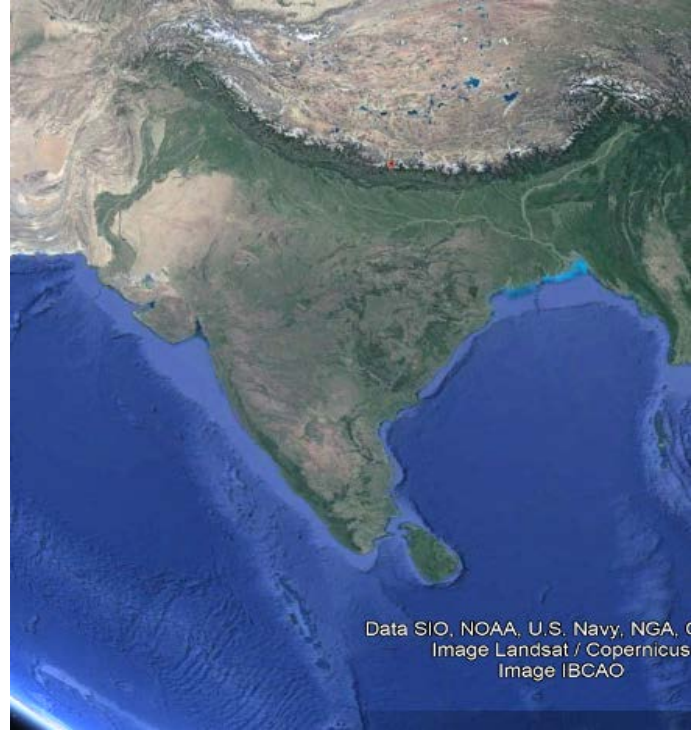 Data SIO, NOAA, U.S. Navy, NGA,
Image Landsat / Copernicus
Image IBCAO